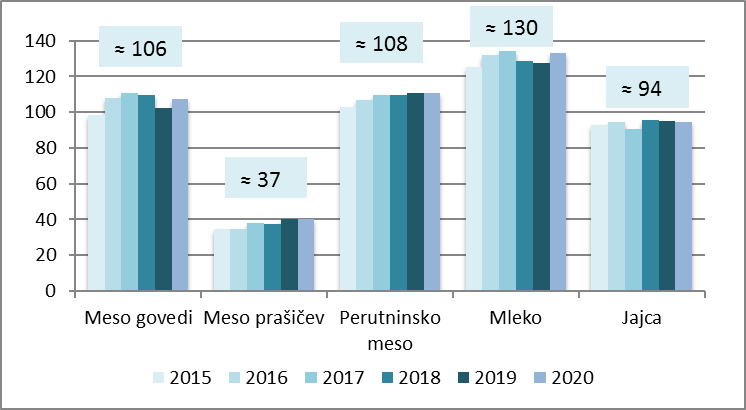 140
120
100
80
60
40
20
0
≈ 106
≈ 37
≈ 108
≈ 130
≈ 94
Meso govedi
Meso prašičev
Perutninsko
meso
Mleko
Jajca
2015 2016 2017 2018 2019 2020